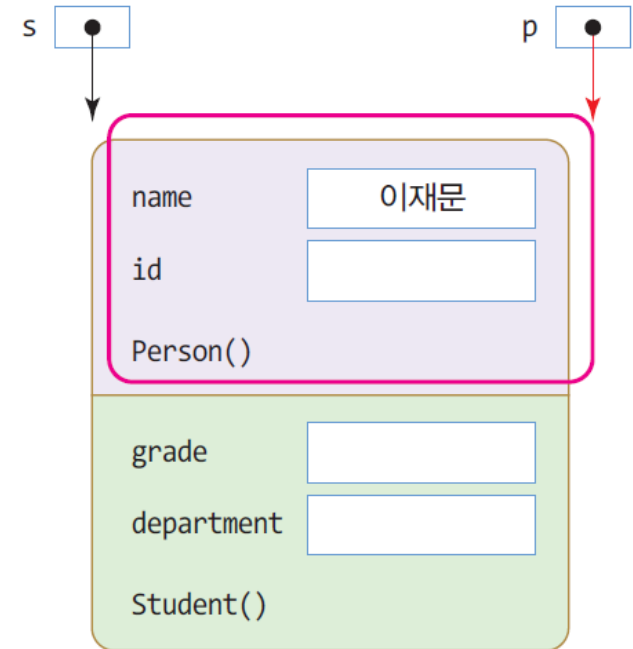 s
p
name 이재문
id
Person()
grade
department
Student()